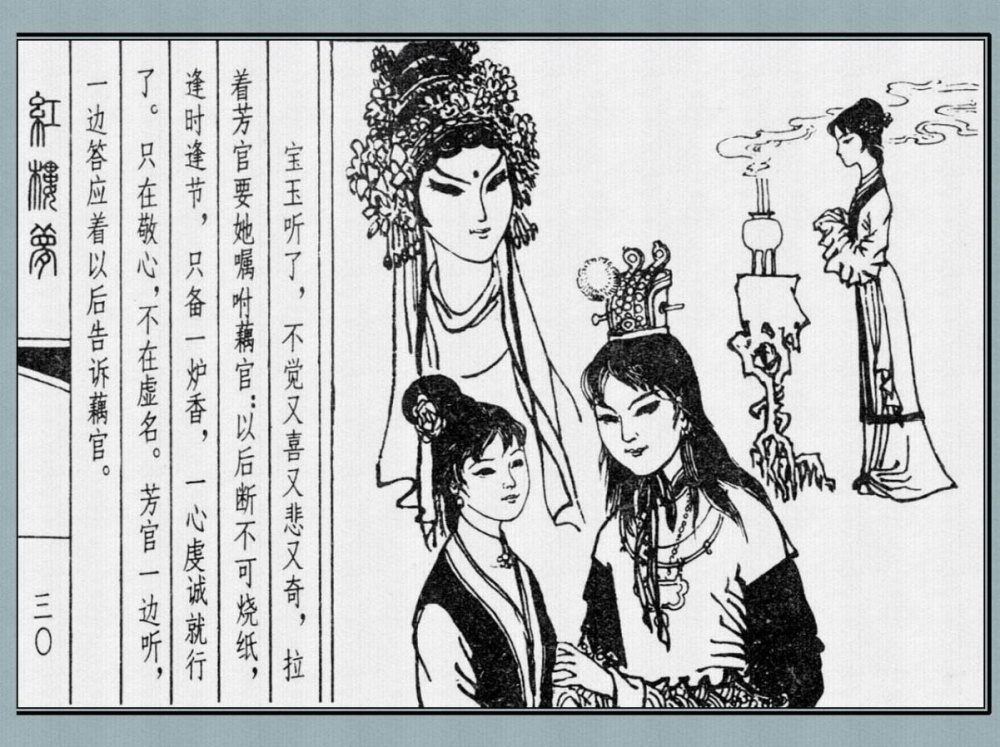 宝玉听了，不觉又喜又悲又奇，拉
着芳官要她嘱咐藕官：以后断不可烧纸，
逢时逢节，只备一炉香，一心虔诚就行
了。只在敬心，不在虚名。芳官一边听，
一边答应着以后告诉藕官。
紅樓夢
三〇